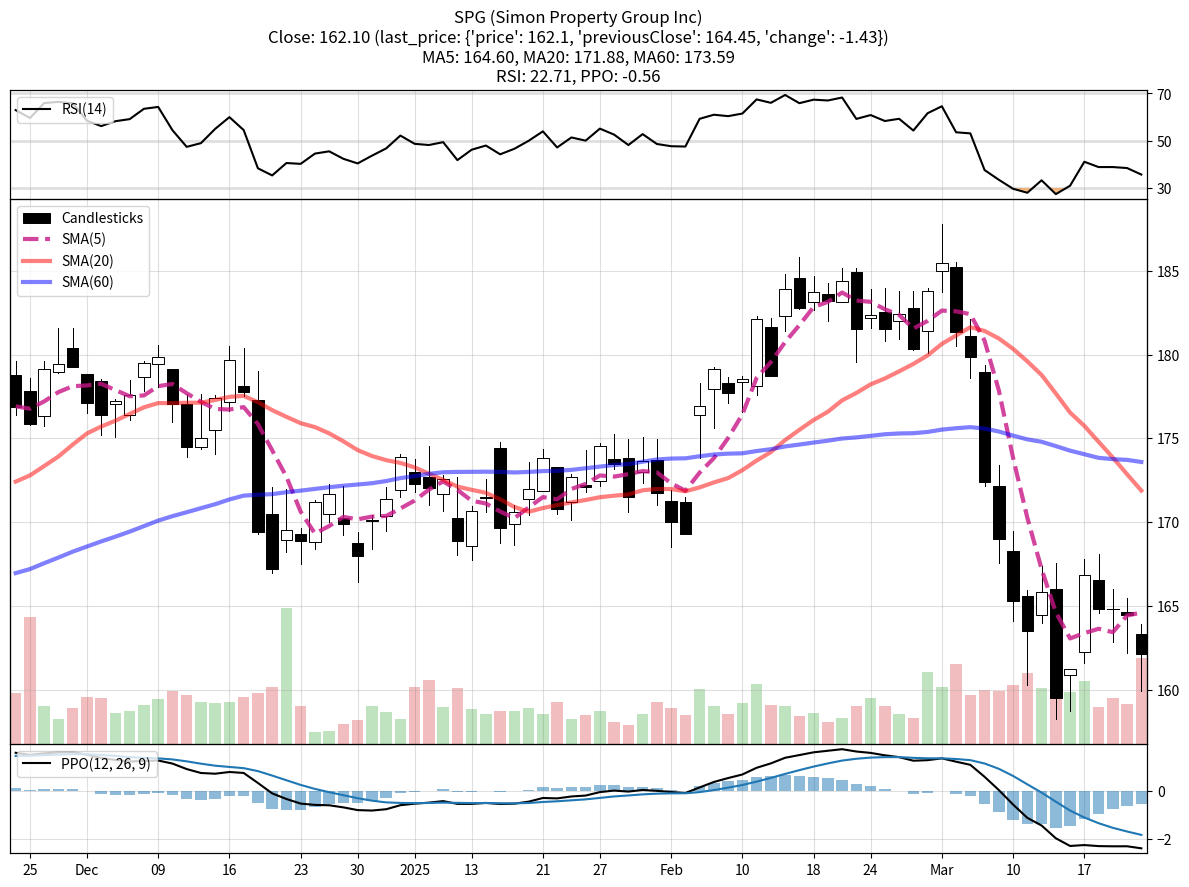 SPG (Simon Property Group Inc)
Close: 162.10 (last_price: {'price': 162.1, 'previousClose': 164.45, 'change': -1.43})
MA5: 164.60, MA20: 171.88, MA60: 173.59
RSI: 22.71, PPO: -0.56
RSI(14)
70
50
30
Candlesticks
SMA(5)
SMA(20)
SMA(60)
185
180
175
170
165
160
PPO(12, 26, 9)
0
−2
25 Dec 09 16 23 30 2025 13 21 27 Feb 10 18 24 Mar 10 17